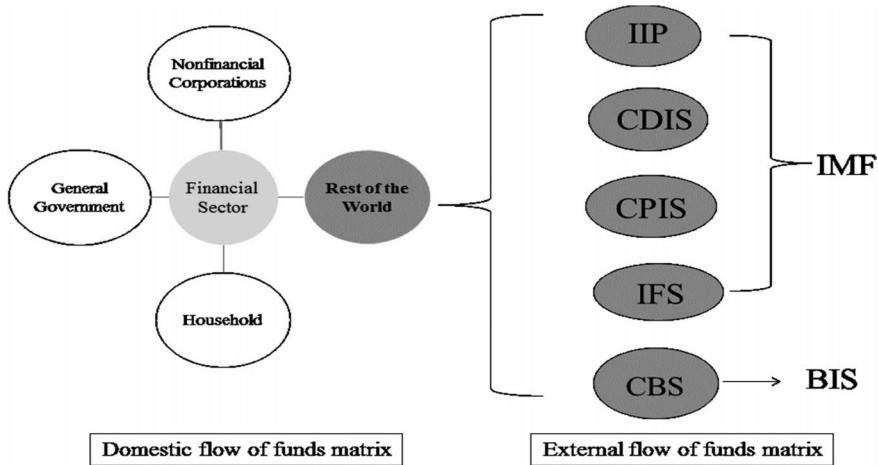 Nonfinancial
Corporations
General
Government
Financial
Sector
Rest of the
World
Household
Domestic flow of funds matrix
IIP
CDIS
CPIS
IFS
CBS
IMF
BIS
External flow of funds matrix